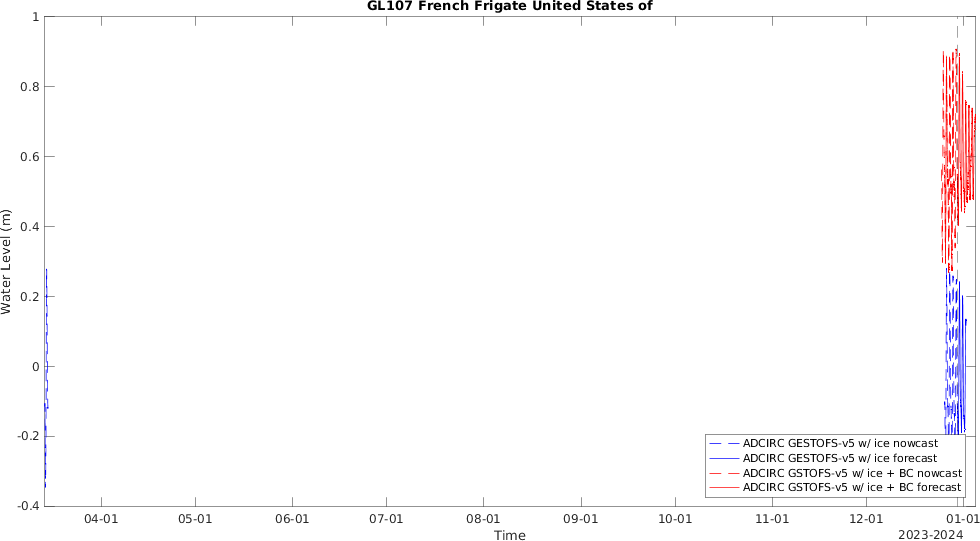 GL107 French Frigate United States of
1
0.8
0.6
0.4
0.2
0
-0.2
-0.4
Water Level (m)
ADCIRC GESTOFS-v5 w/ ice nowcast
ADCIRC GESTOFS-v5 w/ ice forecast
ADCIRC GSTOFS-v5 w/ ice + BC nowcast
ADCIRC GSTOFS-v5 w/ ice + BC forecast
04-01 05-01 06-01 07-01 08-01 09-01 10-01 11-01 12-01 01-01
Time
2023-2024